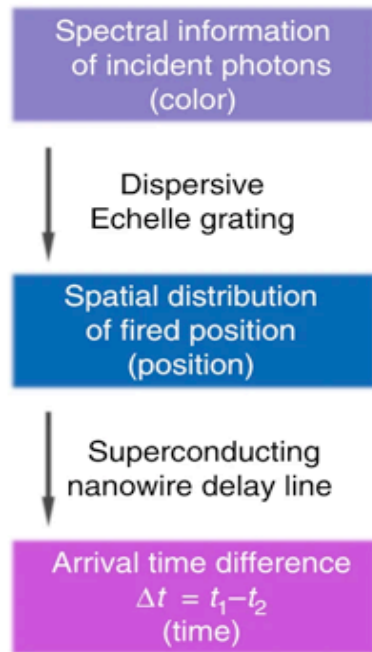 Spectral information
of incident photons
(color)
Dispersive
Echelle grating
Spatial distribution
of fired position
(position)
Superconducting
nanowire delay line
Arrival time difference
Δt = t₁–t₂
(time)